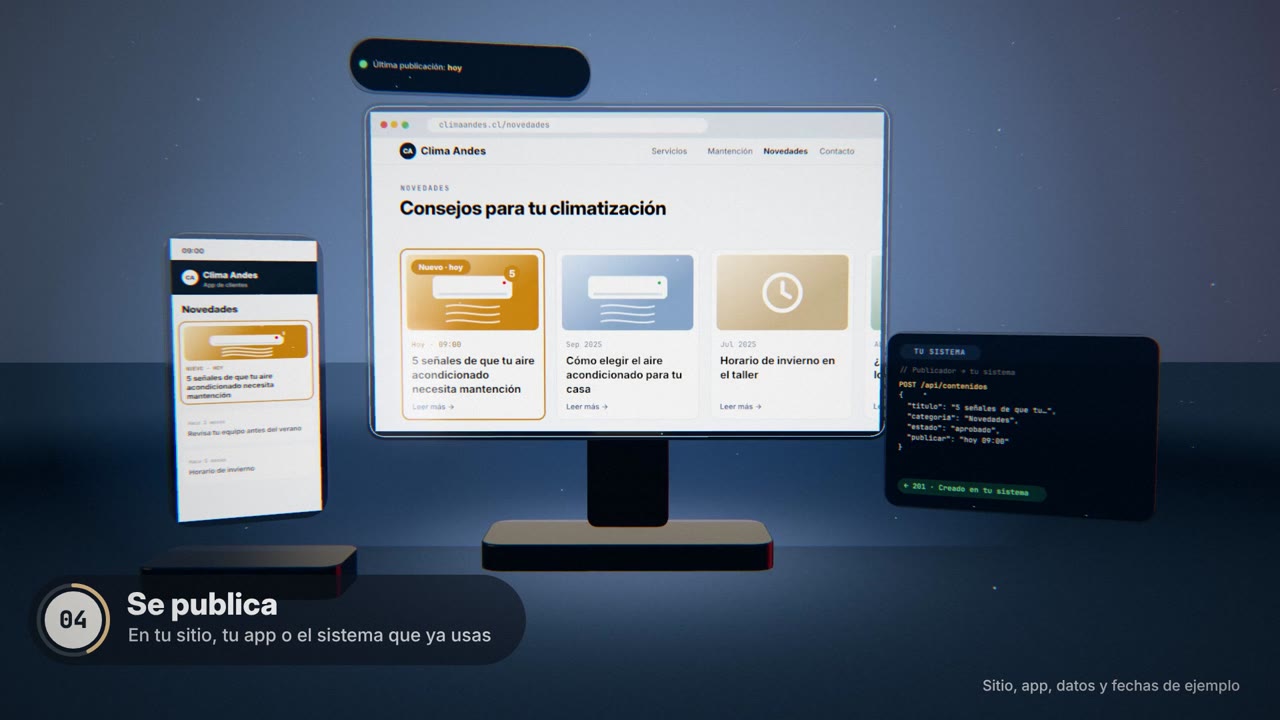 Última publicación: hoy
climaandes.cl/novedades
CA Clima Andes
Servicios Mantención Novedades Contacto
NOVEDADES
Consejos para tu climatización
Nuevo · hoy
5
Hoy · 09:00
5 señales de que tu aire
acondicionado
necesita mantención
Leer más →
Sep 2025
Cómo elegir el aire
acondicionado para tu
casa
Leer más →
Jul 2025
Horario de invierno en
el taller
Leer más →
09:00
CA Clima Andes
App de clientes
Novedades
NUEVO · HOY
5 señales de que tu aire
acondicionado necesita
mantención
Revisa tu equipo antes del verano
Horario de invierno
TU SISTEMA
// Publicador → tu sistema
POST /api/contenidos
{
"titulo": "5 señales de que tu…",
"categoria": "Novedades",
"estado": "aprobado",
"publicar": "hoy 09:00"
}
← 201 · Creado en tu sistema
04
Se publica
En tu sitio, tu app o el sistema que ya usas
Sitio, app, datos y fechas de ejemplo